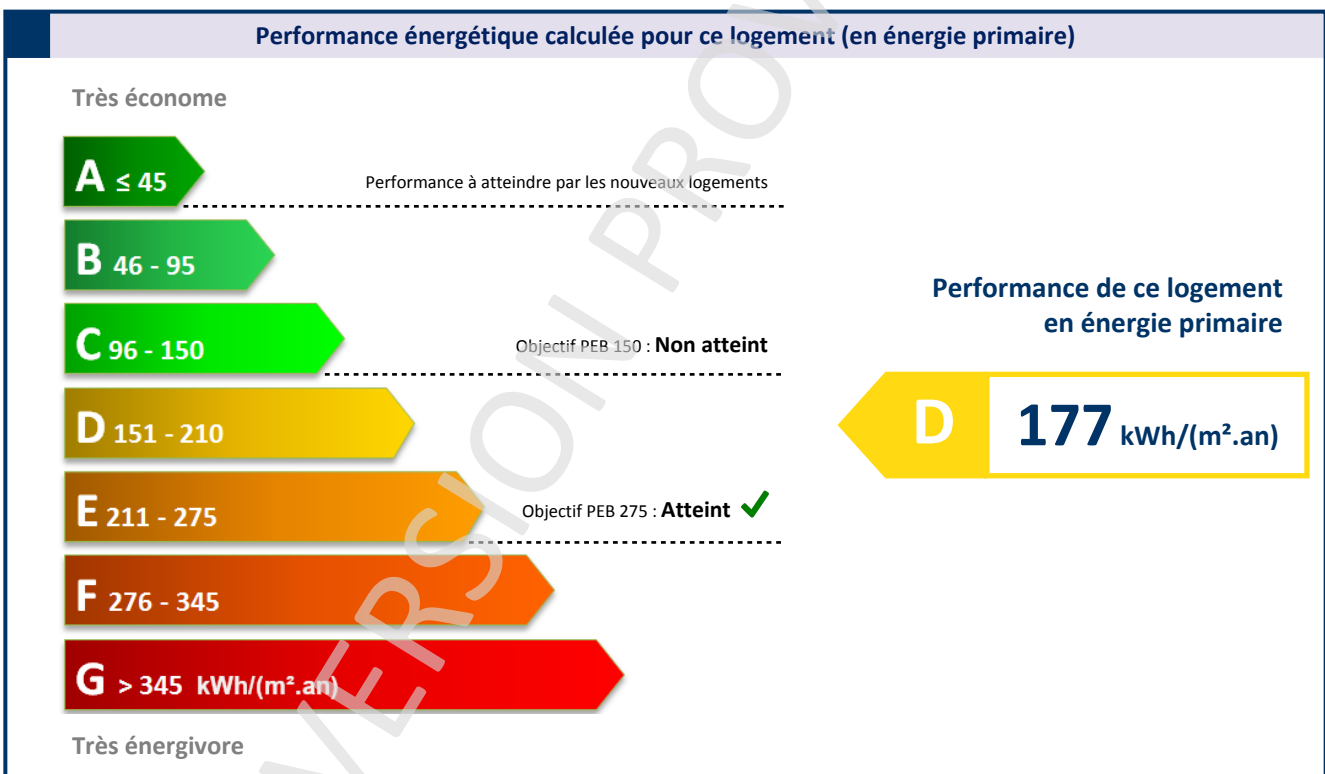 Performance énergétique calculée pour ce logement (en énergie primaire)
Très économe
A ≤ 45
Performance à atteindre par les nouveaux logements
B 46 - 95
C 96 - 150
Objectif PEB 150 : Non atteint
D 151 - 210
E 211 - 275
Objectif PEB 275 : Atteint ✓
F 276 - 345
G > 345 kWh/(m².an)
Très énergivore
Performance de ce logement
en énergie primaire
D 177 kWh/(m².an)
VERSION PROV